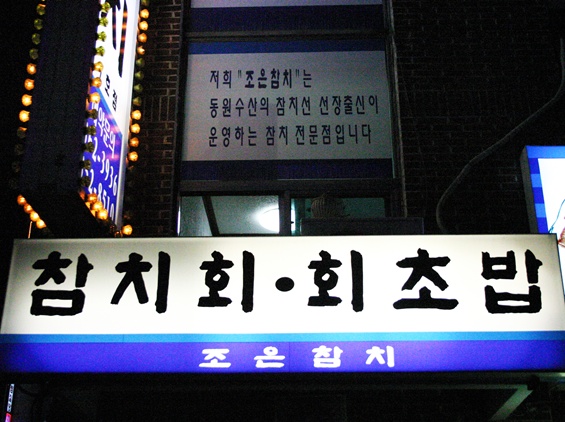 저희 "조은참치"는
동원수산의 참치선 선장출신이
운영하는 참치 전문점입니다
참치회·회초밥
조은참치